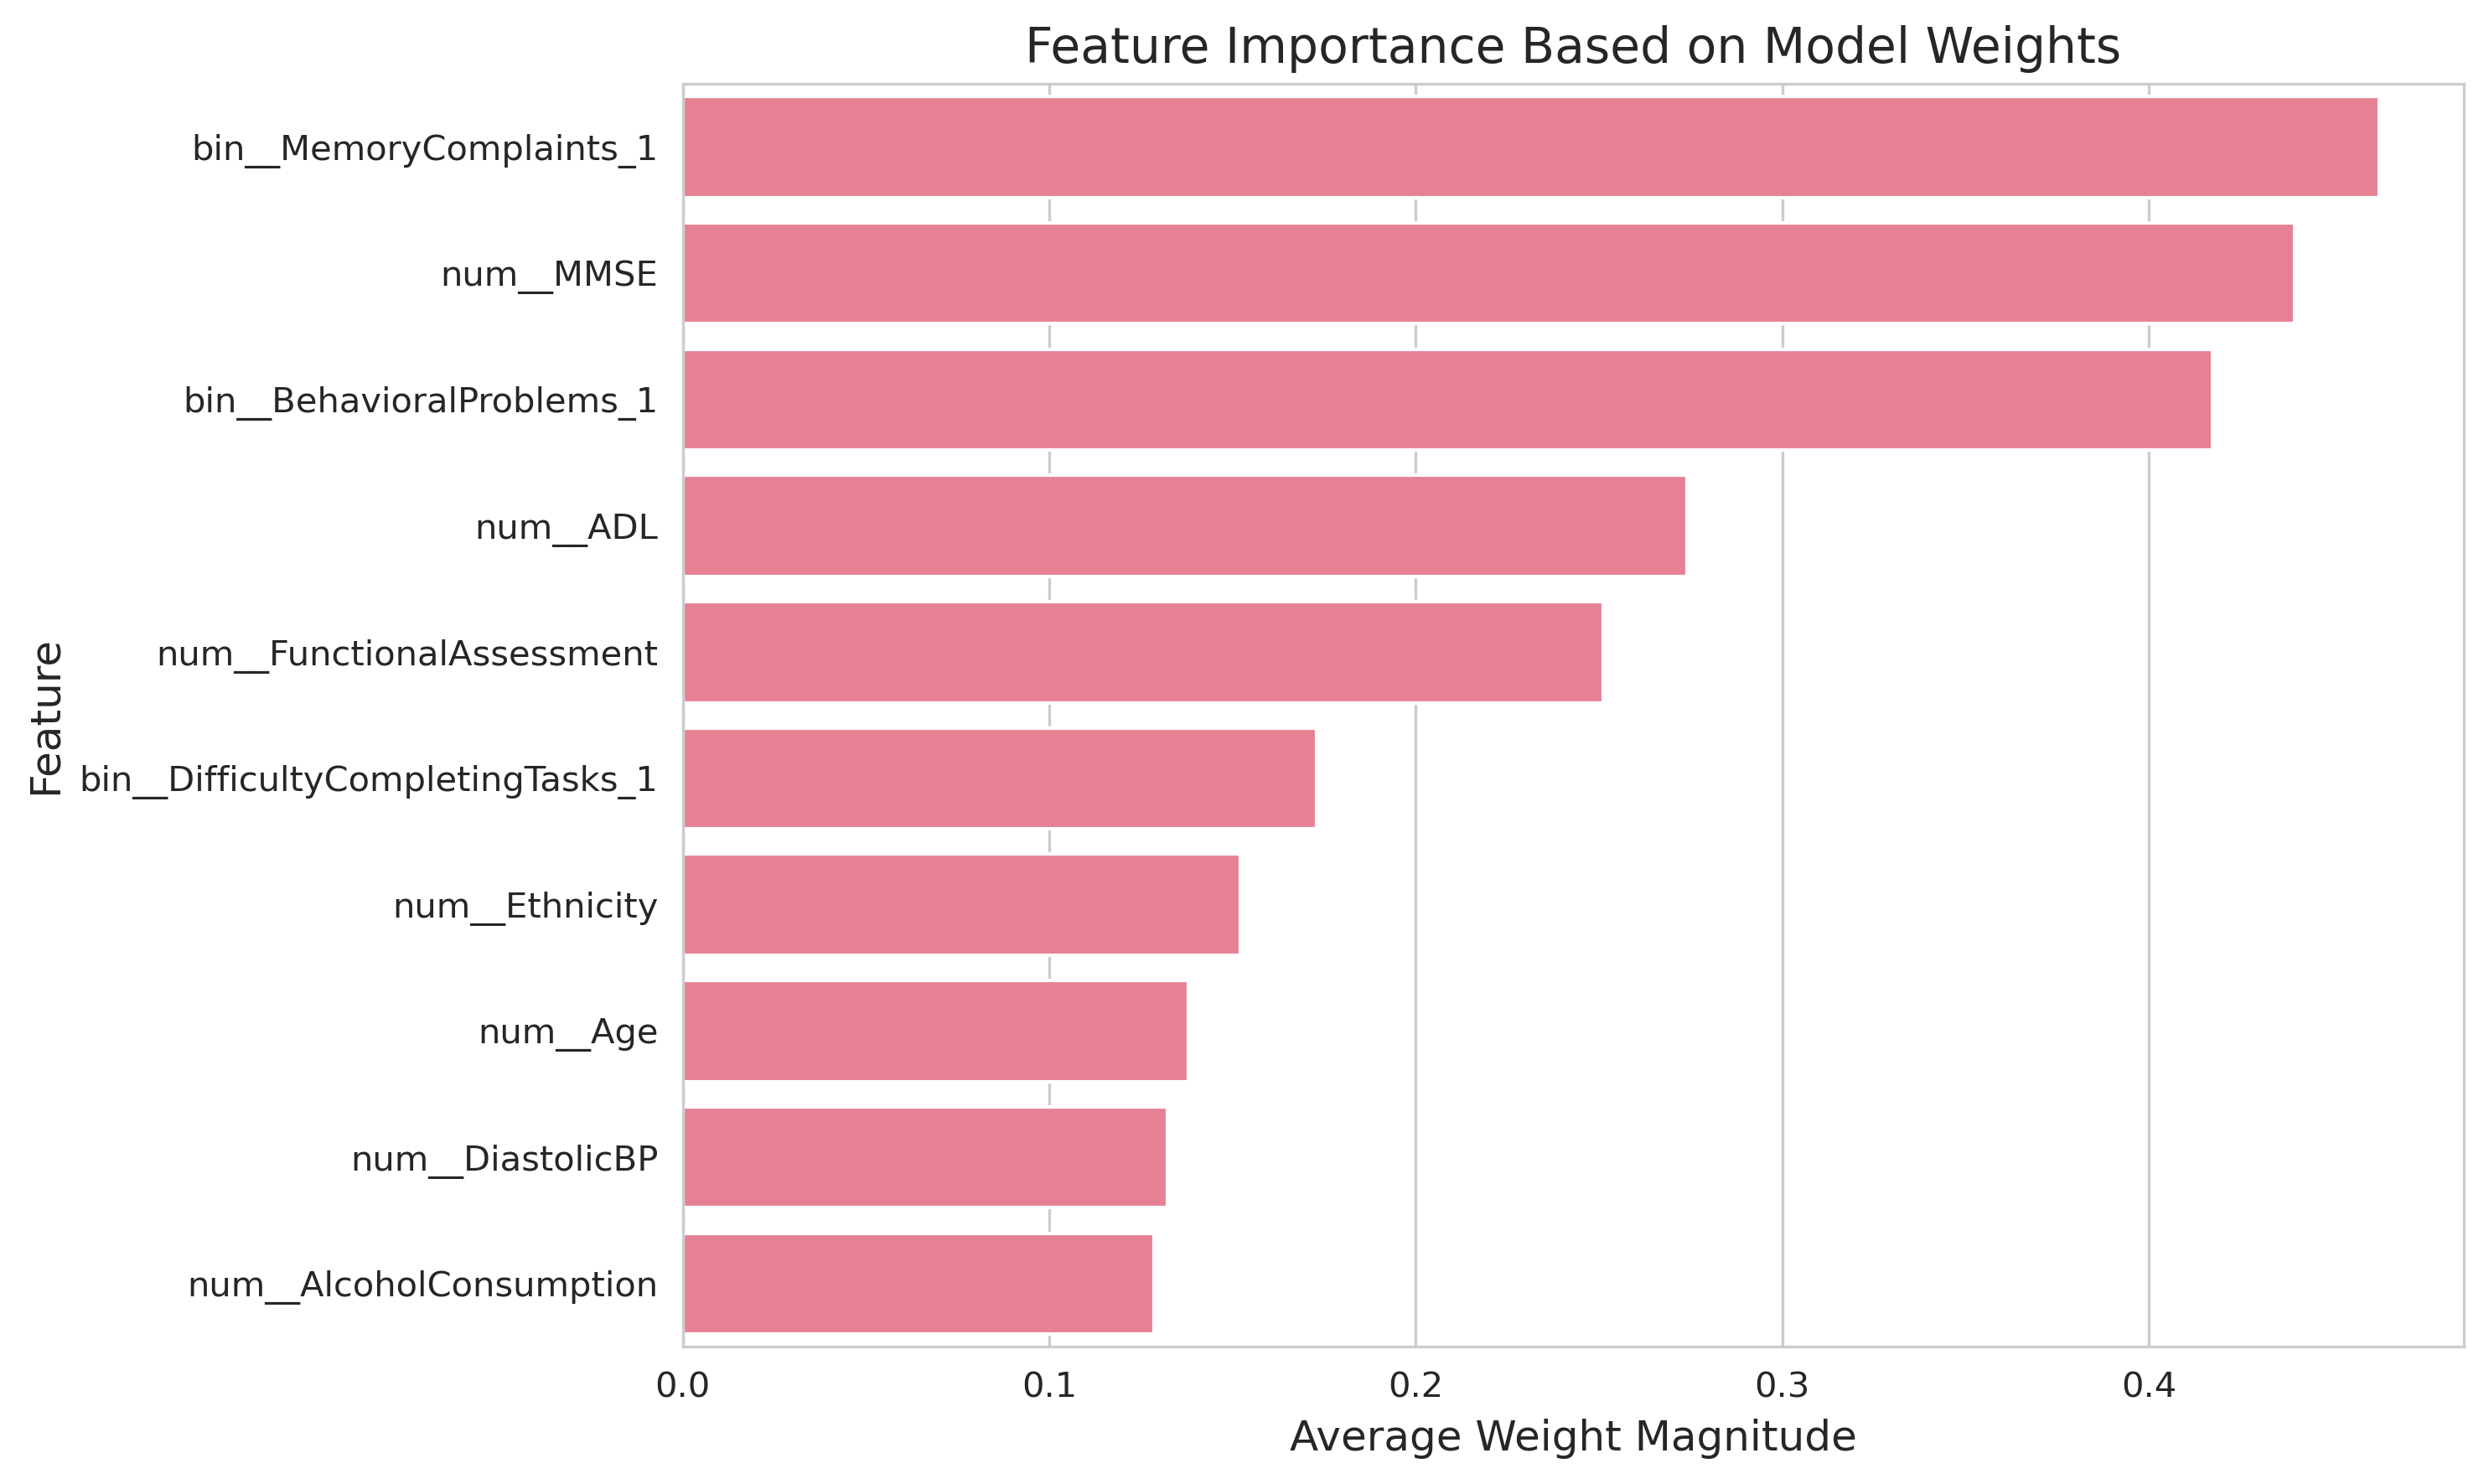 Feature Importance Based on Model Weights
bin__MemoryComplaints_1
num__MMSE
bin__BehavioralProblems_1
num__ADL
num__FunctionalAssessment
bin__DifficultyCompletingTasks_1
num__Ethnicity
num__Age
num__DiastolicBP
num__AlcoholConsumption
Feature
0.0 0.1 0.2 0.3 0.4
Average Weight Magnitude